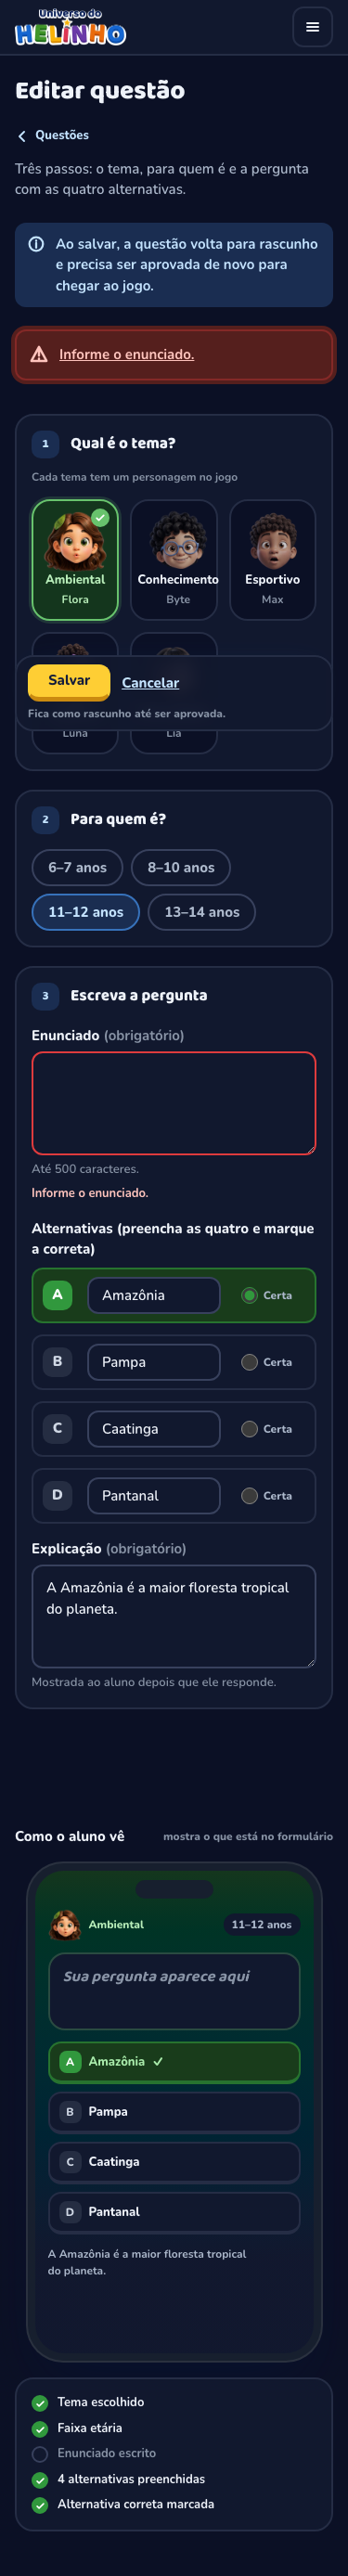 Universo do
HELINHO
Editar questão
Questões
Três passos: o tema, para quem é e a pergunta
com as quatro alternativas.
Ao salvar, a questão volta para rascunho
e precisa ser aprovada de novo para
chegar ao jogo.
Informe o enunciado.
1 Qual é o tema?
Cada tema tem um personagem no jogo
Ambiental Conhecimento Esportivo
Flora Byte Max
Salvar Cancelar
Fica como rascunho até ser aprovada.
Luna Lia
2 Para quem é?
6–7 anos 8–10 anos
11–12 anos 13–14 anos
3 Escreva a pergunta
Enunciado (obrigatório)
Até 500 caracteres.
Informe o enunciado.
Alternativas (preencha as quatro e marque
a correta)
A Amazônia Certa
B Pampa Certa
C Caatinga Certa
D Pantanal Certa
Explicação (obrigatório)
A Amazônia é a maior floresta tropical
do planeta.
Mostrada ao aluno depois que ele responde.
Como o aluno vê mostra o que está no formulário
Ambiental 11–12 anos
Sua pergunta aparece aqui
A Amazônia
B Pampa
C Caatinga
D Pantanal
A Amazônia é a maior floresta tropical
do planeta.
Tema escolhido
Faixa etária
Enunciado escrito
4 alternativas preenchidas
Alternativa correta marcada